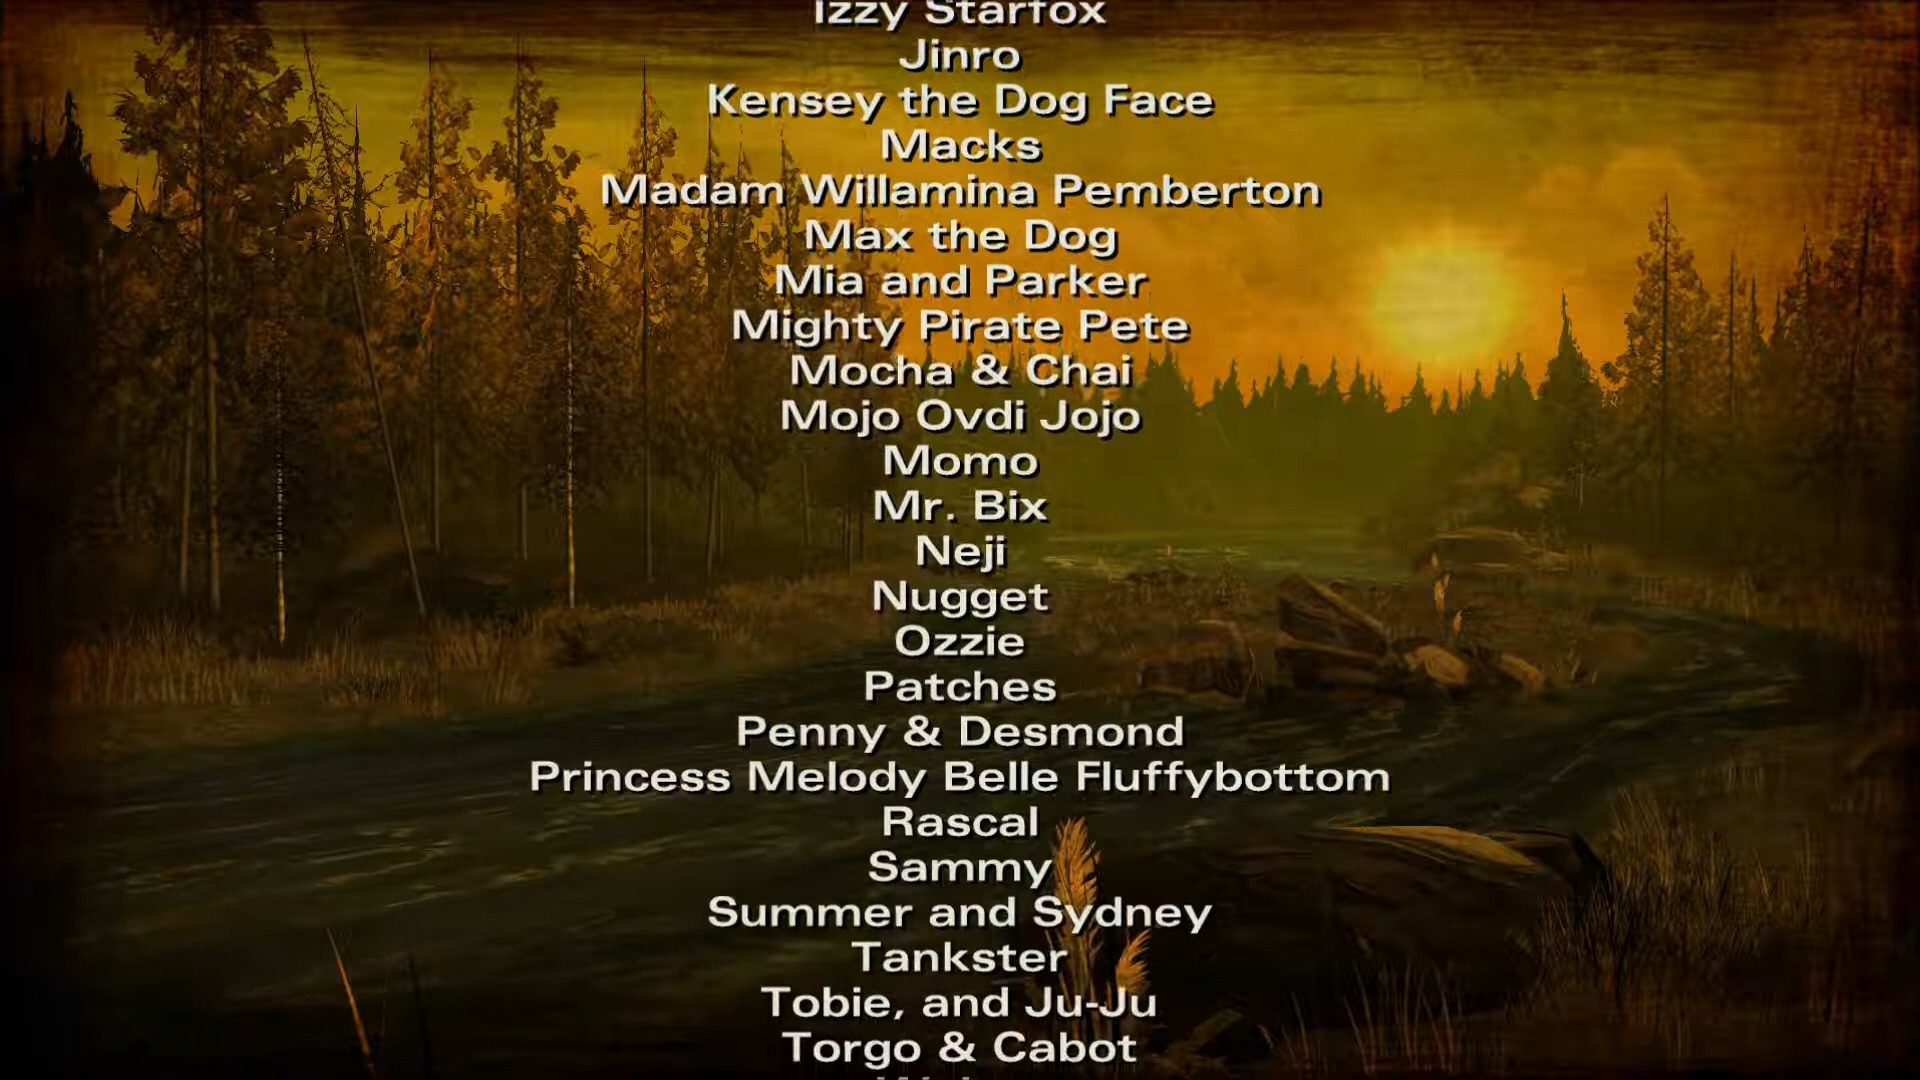 Izzy Starfox
Jinro
Kensey the Dog Face
Macks
Madam Willamina Pemberton
Max the Dog
Mia and Parker
Mighty Pirate Pete
Mocha & Chai
Mojo Ovdi Jojo
Momo
Mr. Bix
Neji
Nugget
Ozzie
Patches
Penny & Desmond
Princess Melody Belle Fluffybottom
Rascal
Sammy
Summer and Sydney
Tankster
Tobie, and Ju-Ju
Torgo & Cabot